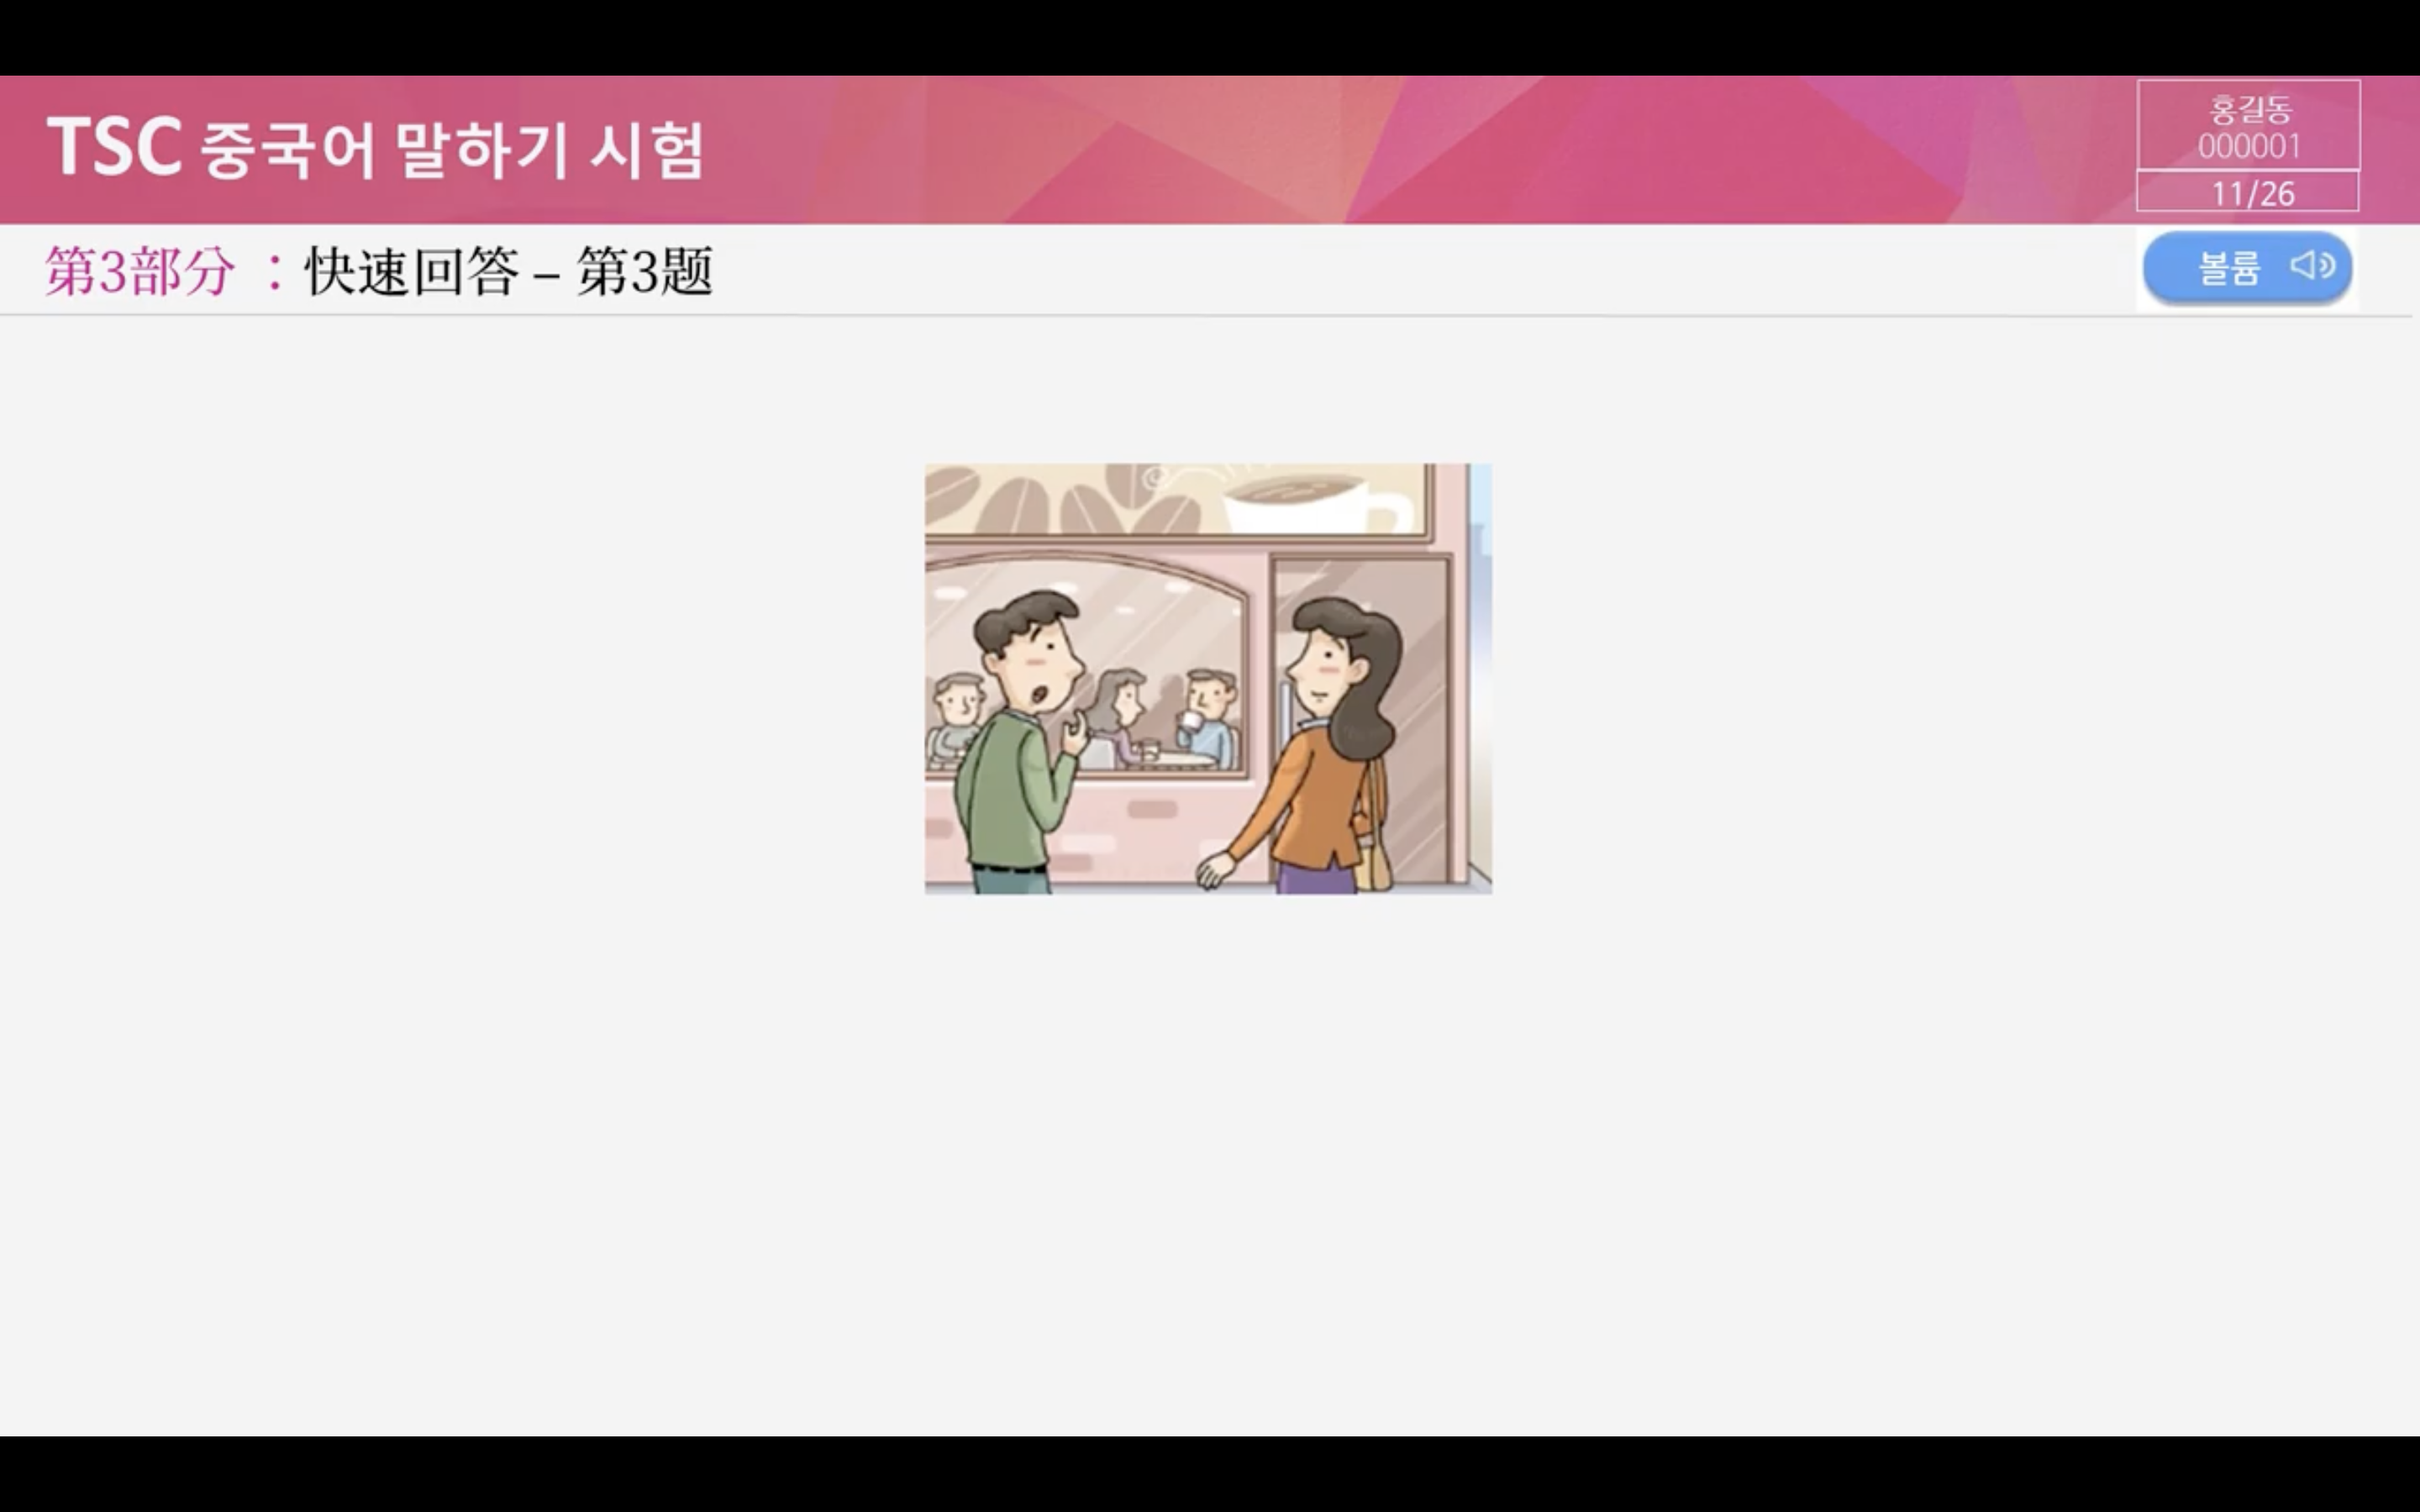 TSC 중국어 말하기 시험
홍길동
000001
11/26
第3部分 ：快速回答 – 第3题
볼륨